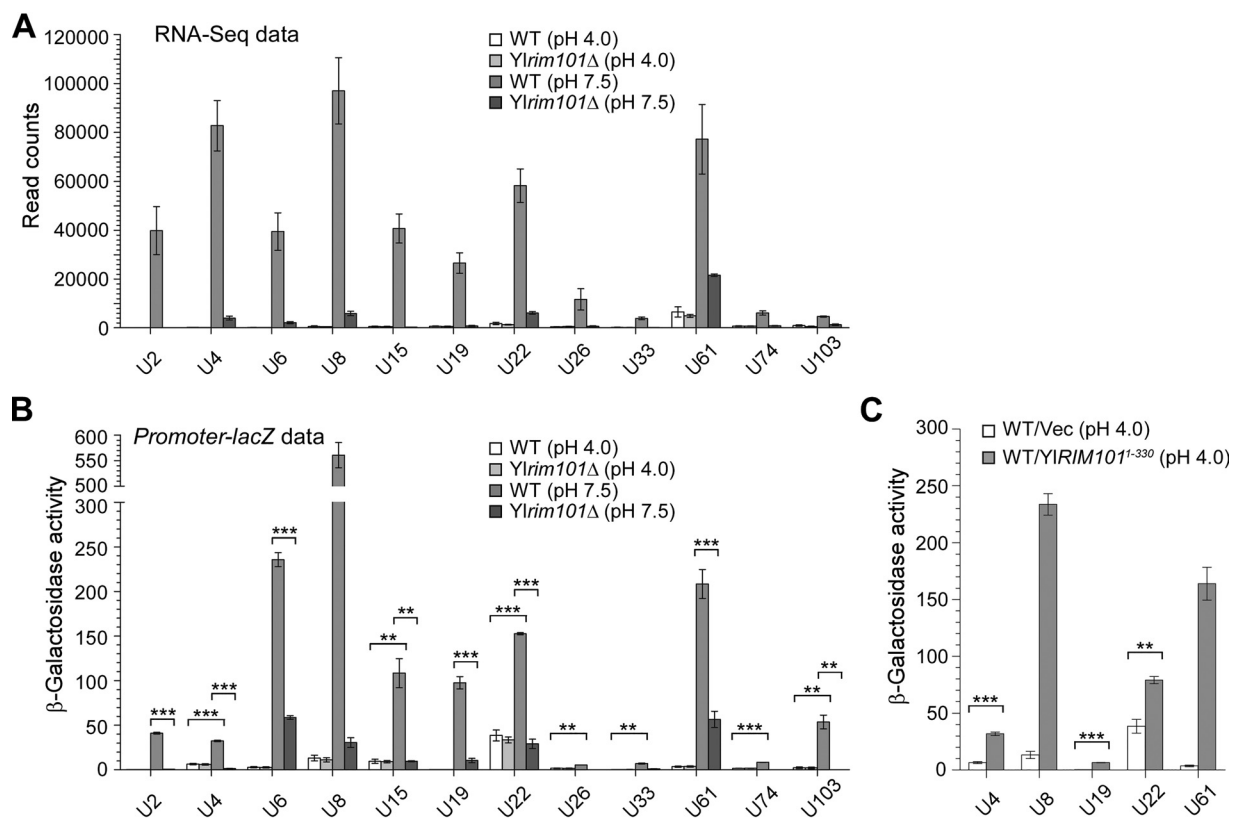 A
RNA-Seq data
WT (pH 4.0)
Ylrim101Δ (pH 4.0)
WT (pH 7.5)
Ylrim101Δ (pH 7.5)
Read counts
120000
100000
80000
60000
40000
20000
0
U2 U4 U6 U8 U15 U19 U22 U26 U33 U61 U74 U103
B
Promoter-lacZ data
WT (pH 4.0)
Ylrim101Δ (pH 4.0)
WT (pH 7.5)
Ylrim101Δ (pH 7.5)
β-Galactosidase activity
600
550
500
300
250
200
150
100
50
0
*** *** *** ** ** *** *** *** ** ** *** *** ** **
U2 U4 U6 U8 U15 U19 U22 U26 U33 U61 U74 U103
C
WT/Vec (pH 4.0)
WT/YlRIM101¹⁻³³⁰ (pH 4.0)
β-Galactosidase activity
300
250
200
150
100
50
0
*** *** **
U4 U8 U19 U22 U61